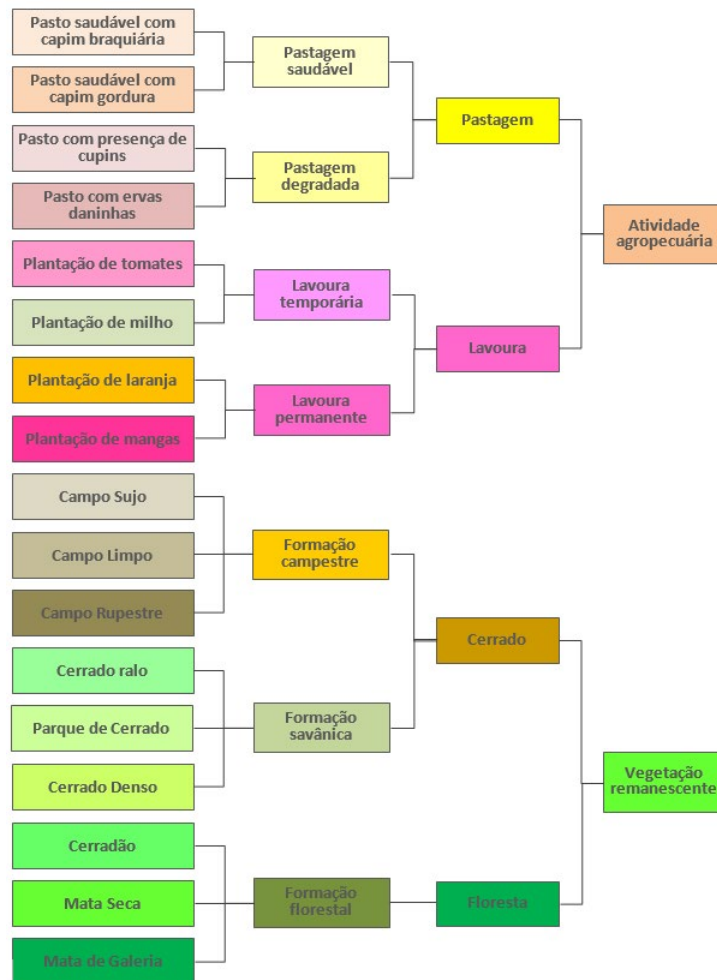 Pasto saudável com
capim braquiária
Pasto saudável com
capim gordura
Pasto com presença de
cupins
Pasto com ervas
daninhas
Plantação de tomates
Plantação de milho
Plantação de laranja
Plantação de mangas
Campo Sujo
Campo Limpo
Campo Rupestre
Cerrado ralo
Parque de Cerrado
Cerrado Denso
Cerradão
Mata Seca
Mata de Galeria
Pastagem
saudável
Pastagem
degradada
Lavoura
temporária
Lavoura
permanente
Formação
campestre
Formação
savânica
Formação
florestal
Pastagem
Lavoura
Cerrado
Floresta
Atividade
agropecuária
Vegetação
remanescente